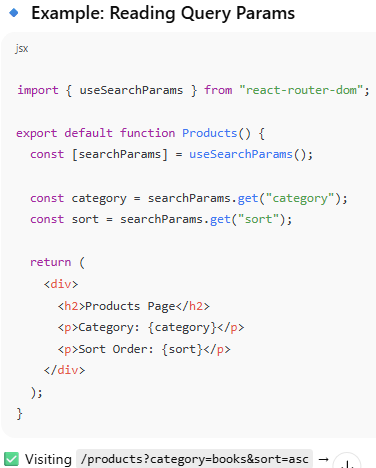 Example: Reading Query Params
jsx
import { useSearchParams } from "react-router-dom";
export default function Products() {
const [searchParams] = useSearchParams();
const category = searchParams.get("category");
const sort = searchParams.get("sort");
return (
<div>
<h2>Products Page</h2>
<p>Category: {category}</p>
<p>Sort Order: {sort}</p>
</div>
);
}
Visiting /products?category=books&sort=asc →